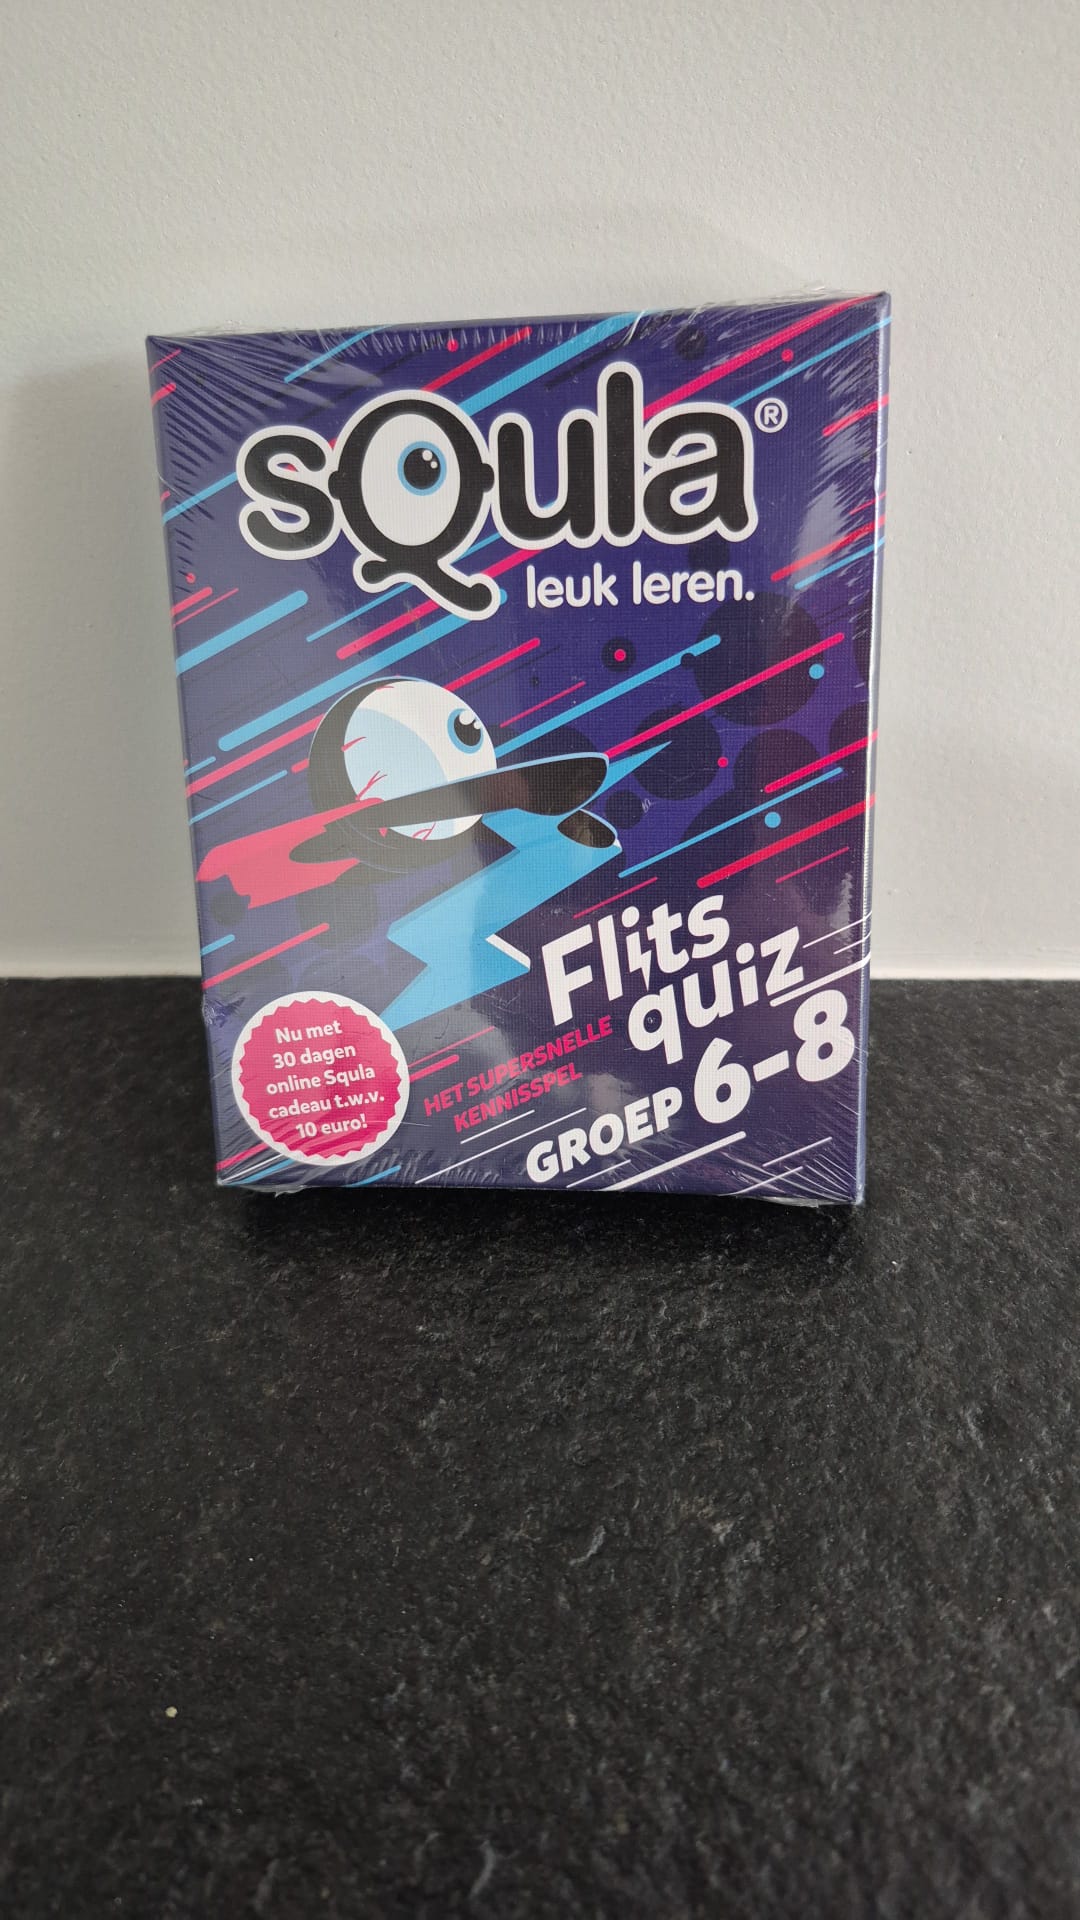 sQula®
leuk leren.
Flits
quiz
HET SUPERSNELLE
KENNISSPEL
GROEP 6-8
Nu met
30 dagen
online Squla
cadeau t.w.v.
10 euro!